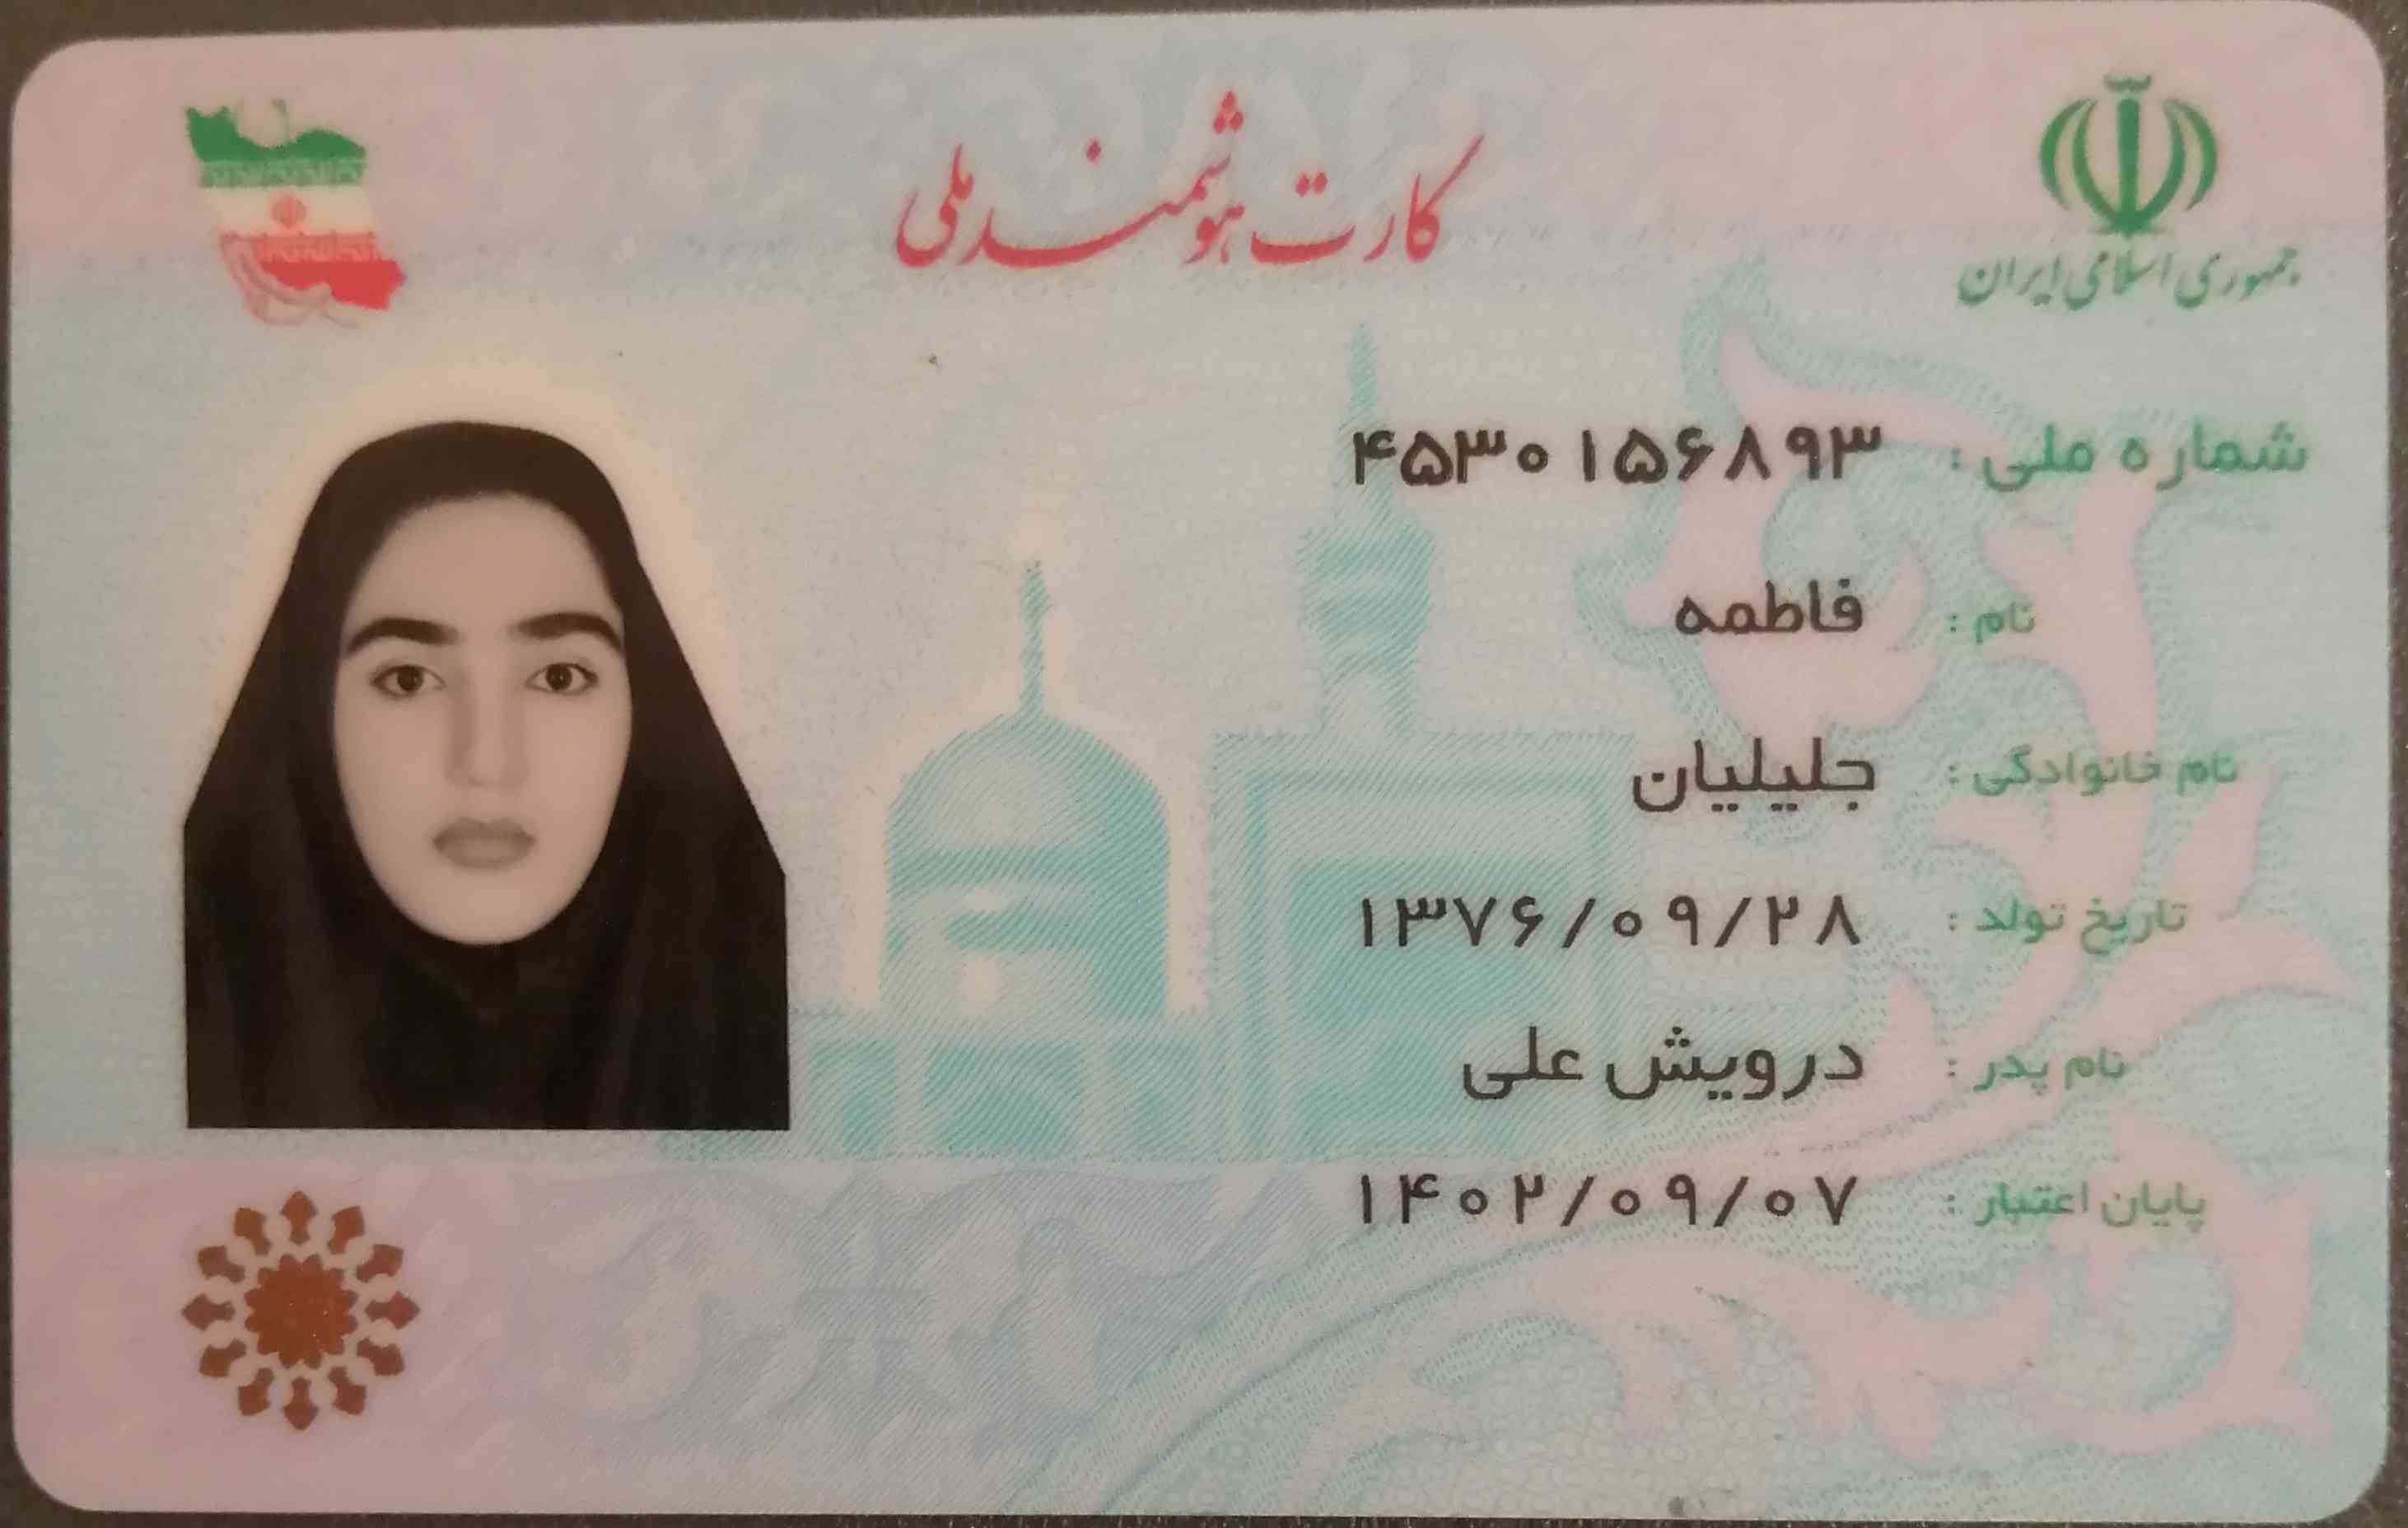 کارت هوشمند ملی
جمهوری اسلامی ایران
شماره ملی : ۴۵۳۰۱۵۶۸۹۳
نام : فاطمه
نام خانوادگی : جلیلیان
تاریخ تولد : ۱۳۷۶/۰۹/۲۸
نام پدر : درویش علی
پایان اعتبار : ۱۴۰۲/۰۹/۰۷